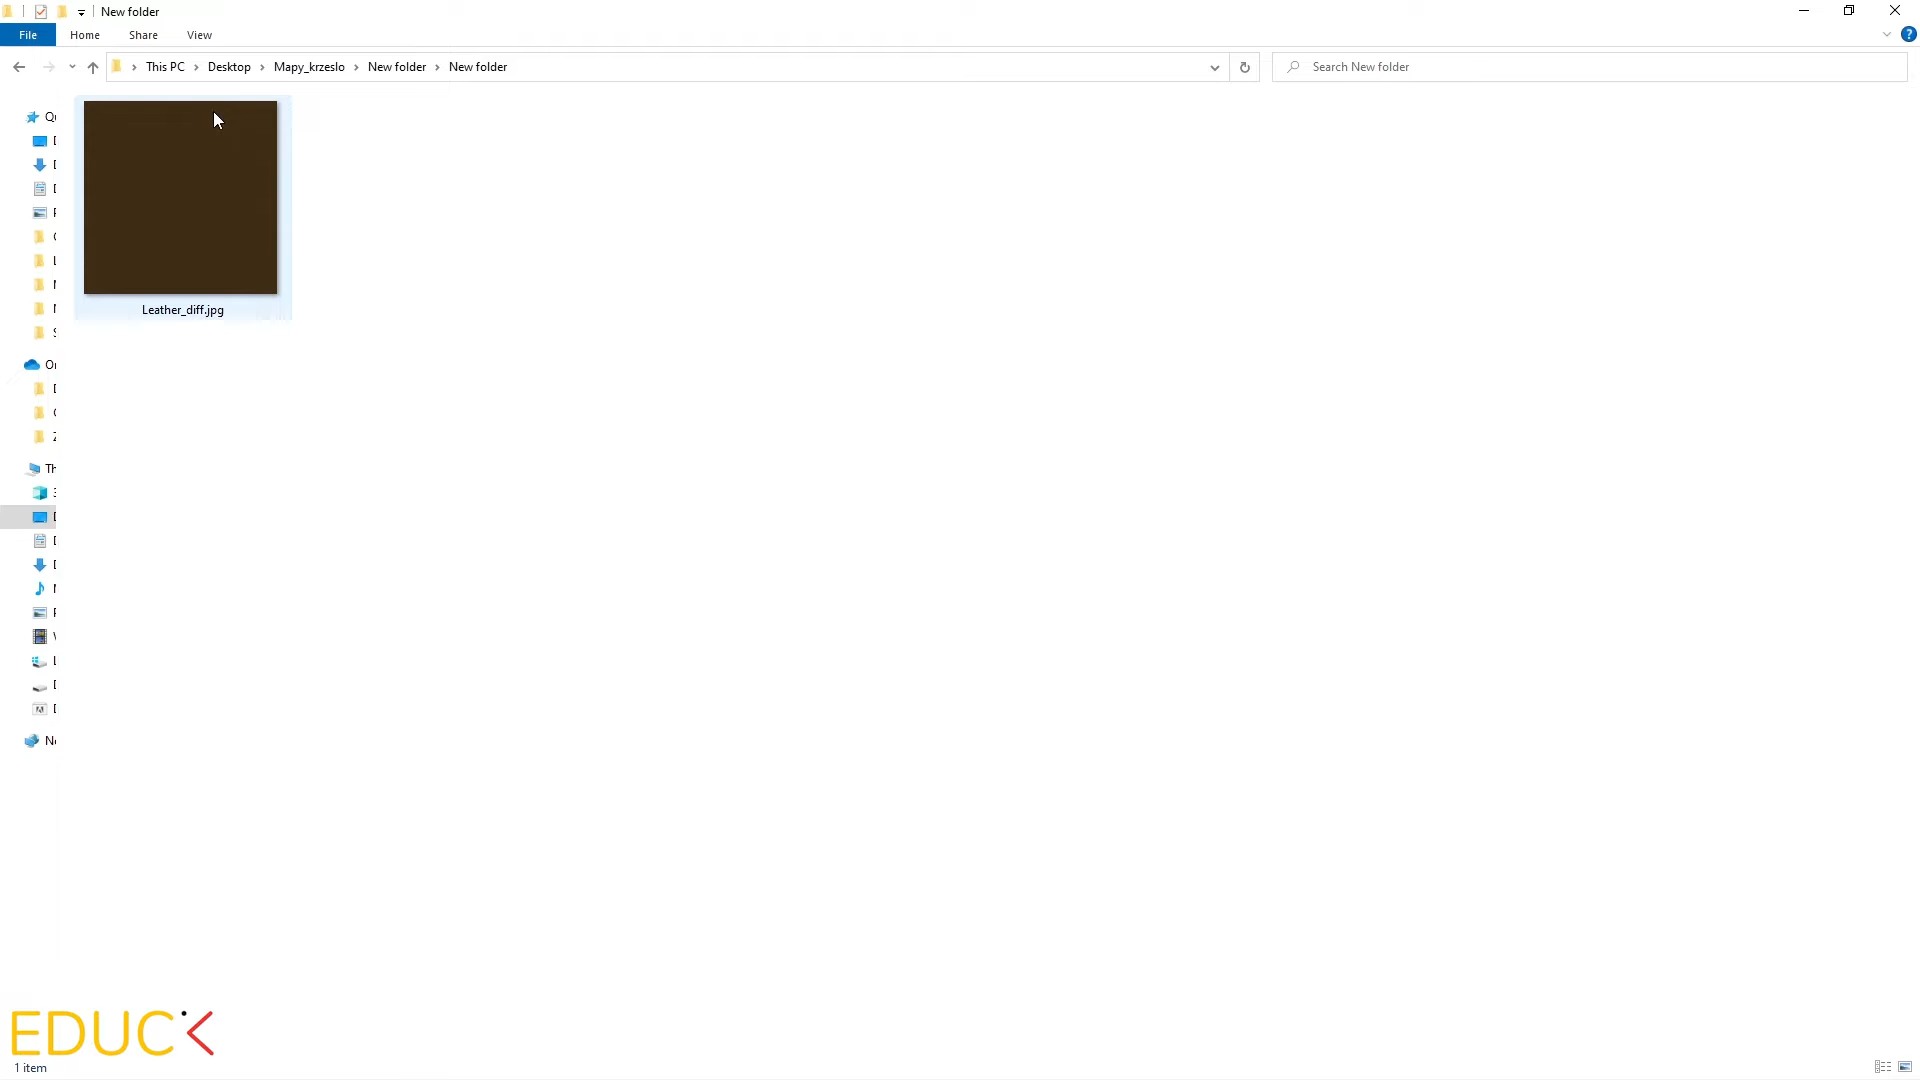 New folder
File Home Share View
This PC Desktop Mapy_krzeslo New folder New folder
Search New folder
Leather_diff.jpg
EDUC
1 item